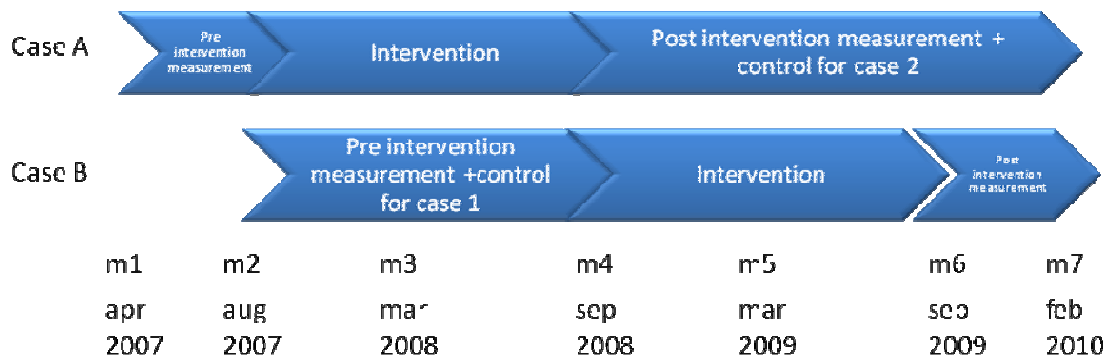 Case A
Pre
intervention
measurement
Intervention
Post intervention measurement +
control for case 2
Case B
Pre intervention
measurement +control
for case 1
Intervention
Post
intervention
measurement
m1 m2 m3 m4 m5 m6 m7
apr aug mar sep mar sep feb
2007 2007 2008 2008 2009 2009 2010